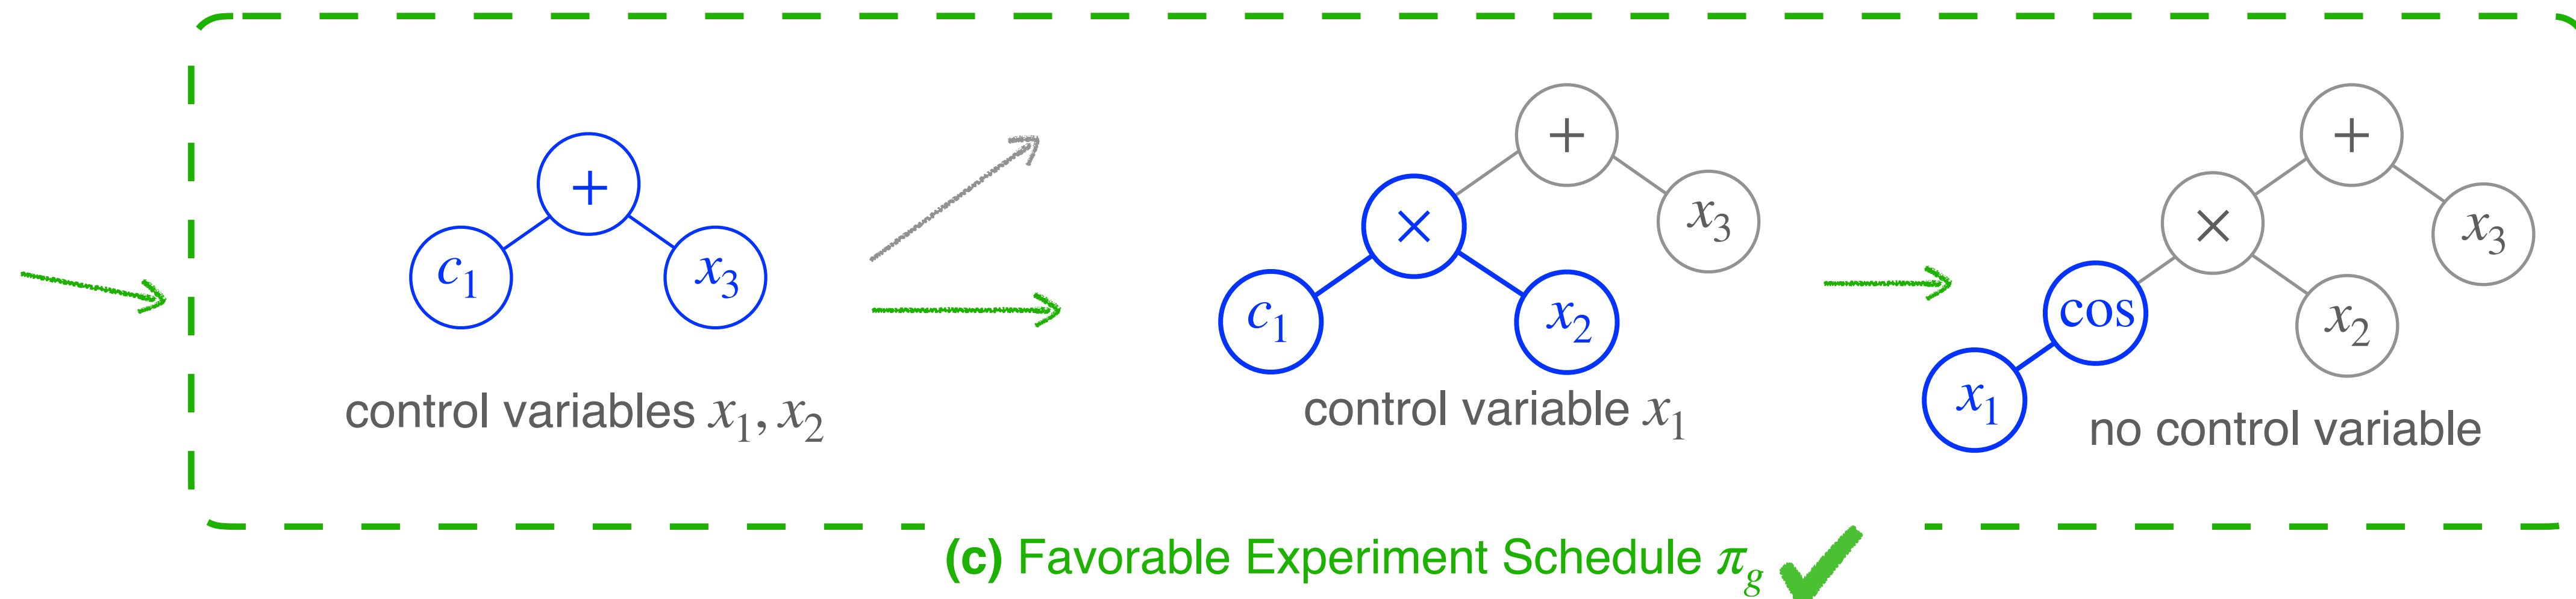 +
c₁ x₃
control variables x₁, x₂
+
× x₃
c₁ x₂
control variable x₁
+
× x₃
cos x₂
x₁
no control variable
(c) Favorable Experiment Schedule π_g